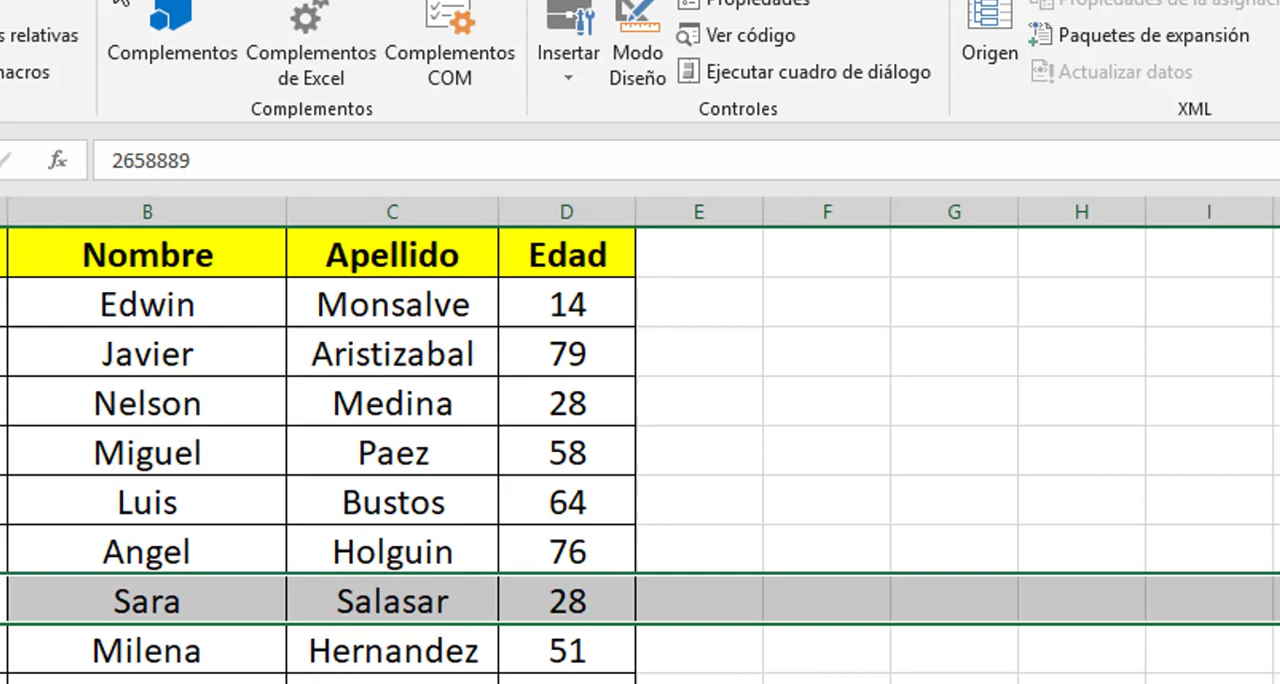 Propiedades
Propiedades de la asignac
s relativas
Complementos
Complementos
de Excel
Complementos
COM
Insertar
Modo
Diseño
Ver código
Origen
Paquetes de expansión
nacros
Ejecutar cuadro de diálogo
Actualizar datos
Complementos
Controles
XML
fx 2658889
B C D E F G H I
Nombre Apellido Edad
Edwin Monsalve 14
Javier Aristizabal 79
Nelson Medina 28
Miguel Paez 58
Luis Bustos 64
Angel Holguin 76
Sara Salasar 28
Milena Hernandez 51